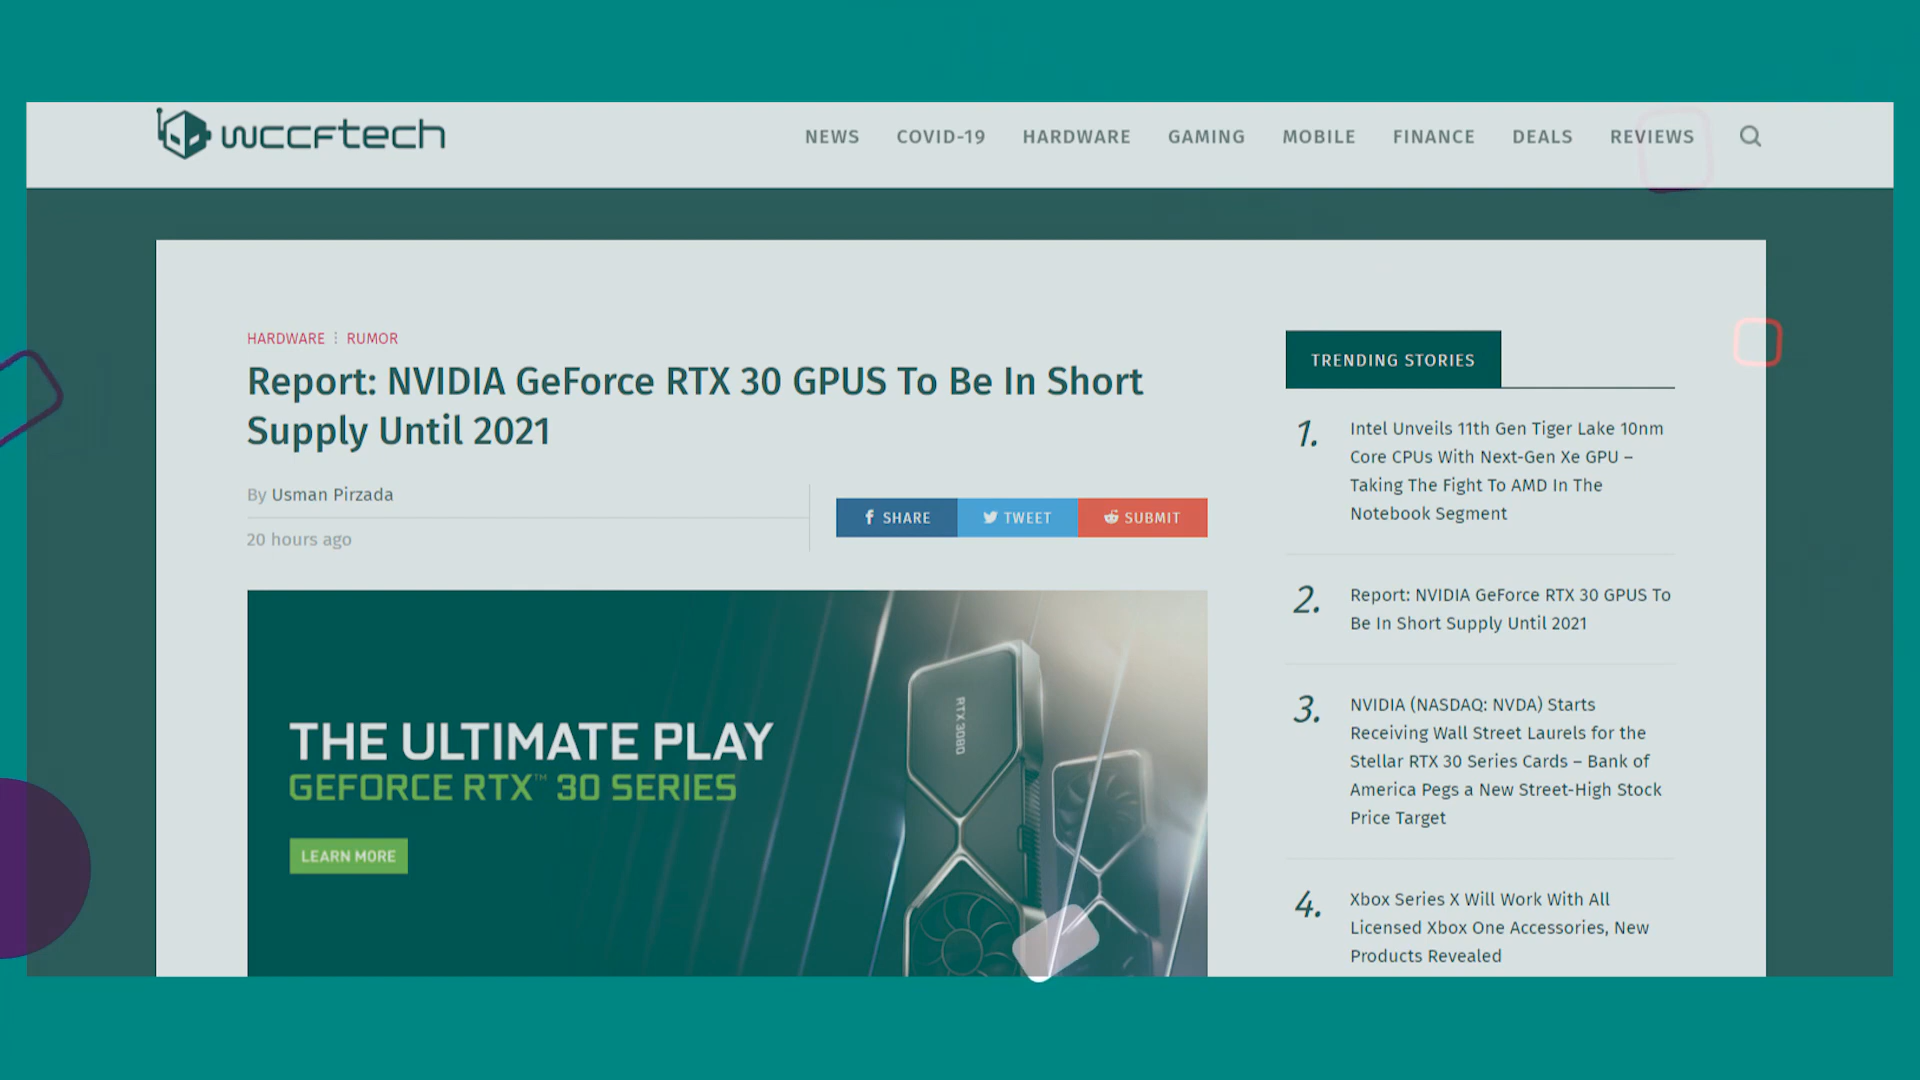 wccftech
NEWS COVID-19 HARDWARE GAMING MOBILE FINANCE DEALS REVIEWS
HARDWARE RUMOR
Report: NVIDIA GeForce RTX 30 GPUS To Be In Short
Supply Until 2021
By Usman Pirzada
20 hours ago
SHARE TWEET SUBMIT
THE ULTIMATE PLAY
GEFORCE RTX™ 30 SERIES
LEARN MORE
RTX 3080
TRENDING STORIES
1. Intel Unveils 11th Gen Tiger Lake 10nm
Core CPUs With Next-Gen Xe GPU –
Taking The Fight To AMD In The
Notebook Segment
2. Report: NVIDIA GeForce RTX 30 GPUS To
Be In Short Supply Until 2021
3. NVIDIA (NASDAQ: NVDA) Starts
Receiving Wall Street Laurels for the
Stellar RTX 30 Series Cards – Bank of
America Pegs a New Street-High Stock
Price Target
4. Xbox Series X Will Work With All
Licensed Xbox One Accessories, New
Products Revealed